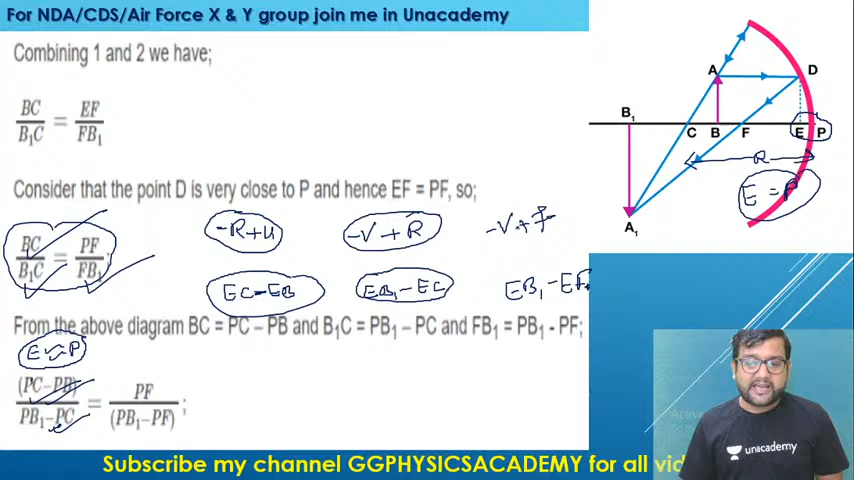 For NDA/CDS/Air Force X & Y group join me in Unacademy
Combining 1 and 2 we have;
BC/B₁C = EF/FB₁
Consider that the point D is very close to P and hence EF = PF, so;
BC/B₁C = PF/FB₁;
-R+u
-V+R
-V+f
EC-EB
EB₁-EC
EB₁-EF
From the above diagram BC = PC – PB and B₁C = PB₁ – PC and FB₁ = PB₁ - PF;
E≈P
(PC–PB)/PB₁–PC = PF/(PB₁–PF);
A
D
B₁
C
B
F
E
P
R
E = P
A₁
unacademy
Subscribe my channel GGPHYSICSACADEMY for all